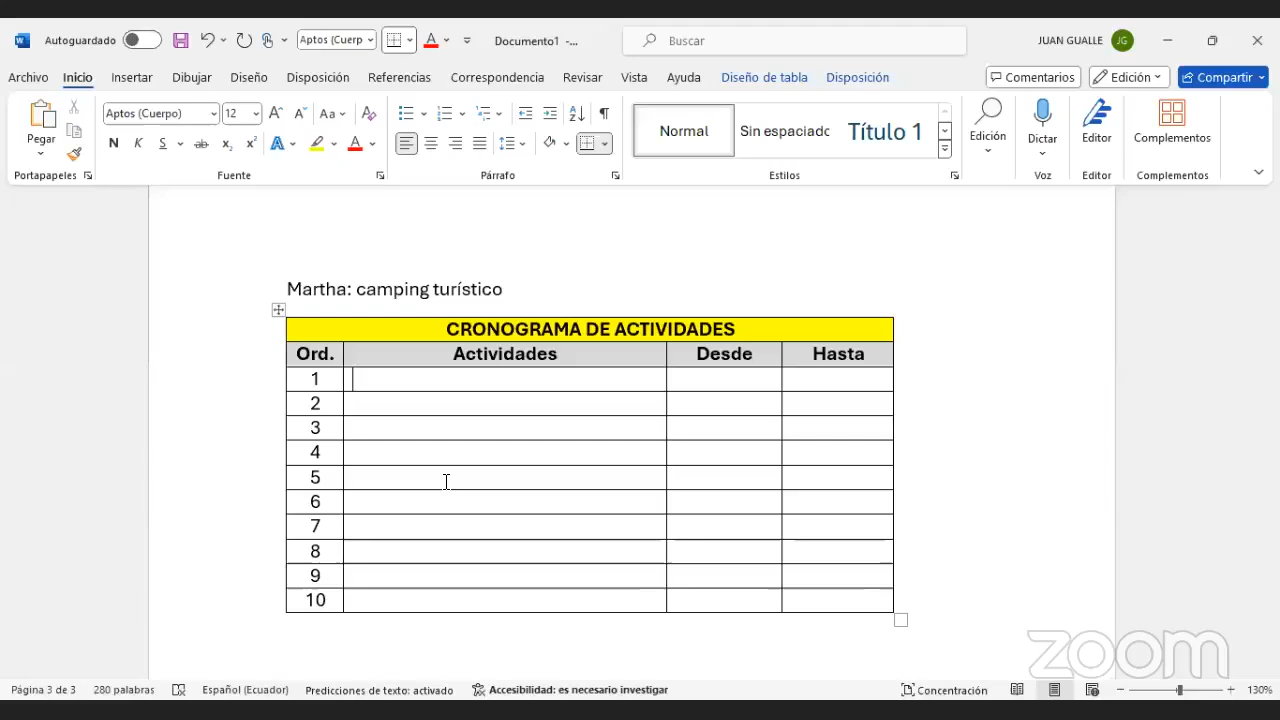 Autoguardado
Aptos (Cuerp
Documento1 -...
Buscar
JUAN GUALLE
JG
Archivo Inicio Insertar Dibujar Diseño Disposición Referencias Correspondencia Revisar Vista Ayuda Diseño de tabla Disposición
Comentarios
Edición
Compartir
Pegar
Aptos (Cuerpo)
12
Normal
Sin espaciado
Título 1
Edición
Dictar
Editor
Complementos
Portapapeles
Fuente
Párrafo
Estilos
Voz
Editor
Complementos
Martha: camping turístico
CRONOGRAMA DE ACTIVIDADES
Ord. Actividades Desde Hasta
1
2
3
4
5
6
7
8
9
10
zoom
Página 3 de 3 280 palabras Español (Ecuador) Predicciones de texto: activado Accesibilidad: es necesario investigar Concentración 130%